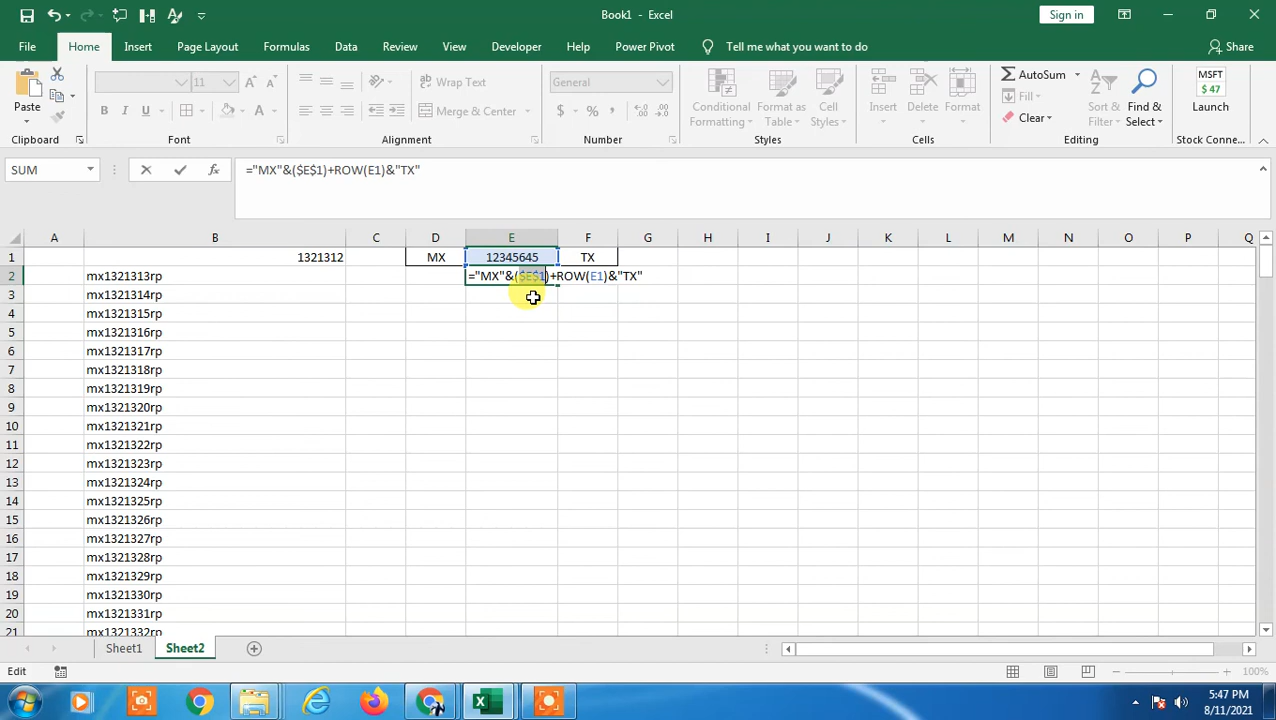 Book1 - Excel
Sign in
File Home Insert Page Layout Formulas Data Review View Developer Help Power Pivot Tell me what you want to do Share
Paste
Clipboard
11
B I U A
Font
Wrap Text
Merge & Center
Alignment
General
$ % ,
Number
Conditional Formatting
Format as Table
Cell Styles
Styles
Insert
Delete
Format
Cells
AutoSum
Fill
Clear
Sort & Filter
Find & Select
Editing
MSFT
$ 47
Launch
Stock Conne...
SUM fx ="MX"&($E$1)+ROW(E1)&"TX"
A B C D E F G H I J K L M N O P Q
1 1321312 MX 12345645 TX
2 mx1321313rp ="MX"&($E$1)+ROW(E1)&"TX"
3 mx1321314rp
4 mx1321315rp
5 mx1321316rp
6 mx1321317rp
7 mx1321318rp
8 mx1321319rp
9 mx1321320rp
10 mx1321321rp
11 mx1321322rp
12 mx1321323rp
13 mx1321324rp
14 mx1321325rp
15 mx1321326rp
16 mx1321327rp
17 mx1321328rp
18 mx1321329rp
19 mx1321330rp
20 mx1321331rp
21 mx1321332rp
Sheet1 Sheet2
Edit 100%
5:47 PM
8/11/2021